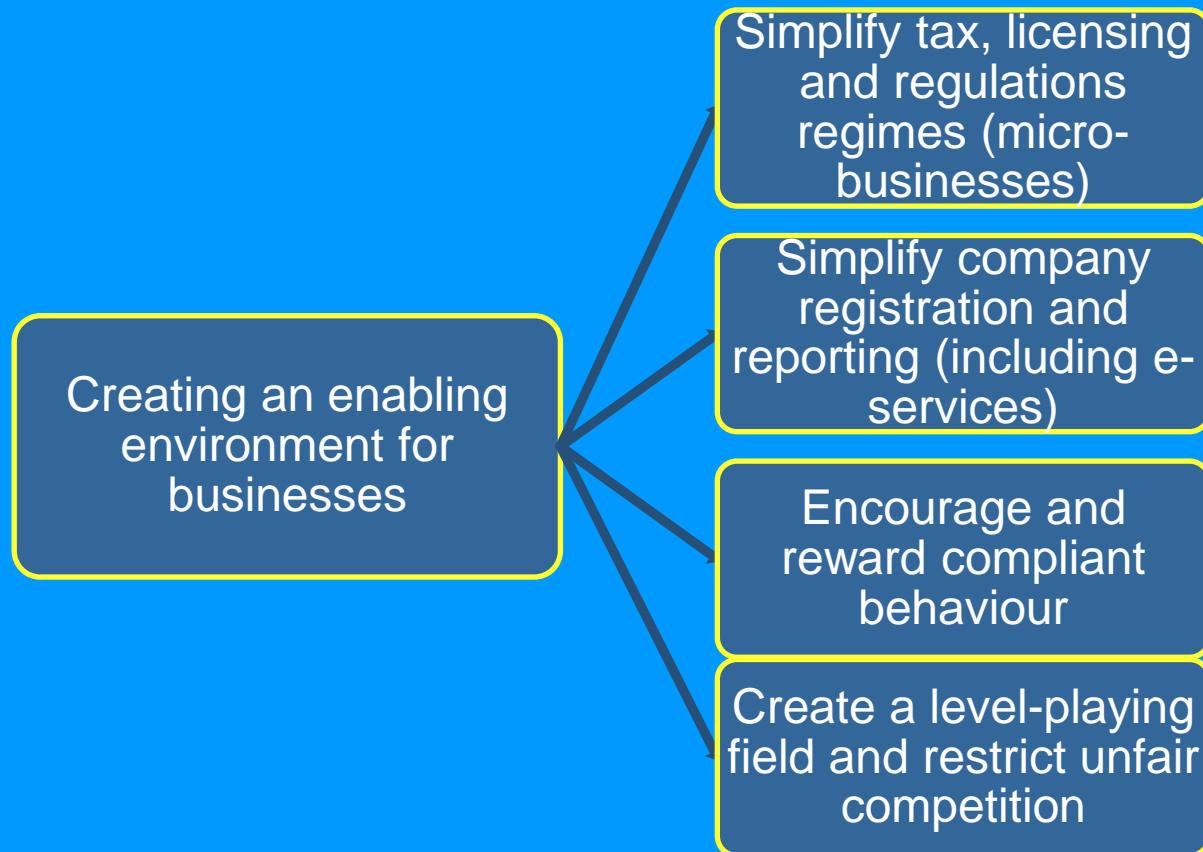 Creating an enabling
environment for
businesses
Simplify tax, licensing
and regulations
regimes (micro-
businesses)
Simplify company
registration and
reporting (including e-
services)
Encourage and
reward compliant
behaviour
Create a level-playing
field and restrict unfair
competition